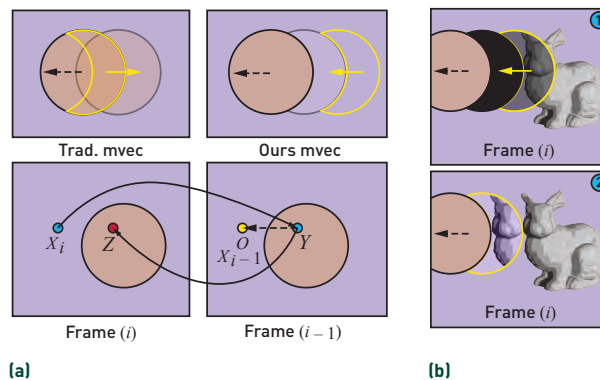 Trad. mvec
Ours mvec
X_i
Z
O
X_{i−1}
Y
Frame (i)
Frame (i − 1)
(a)
1
Frame (i)
2
Frame (i)
(b)